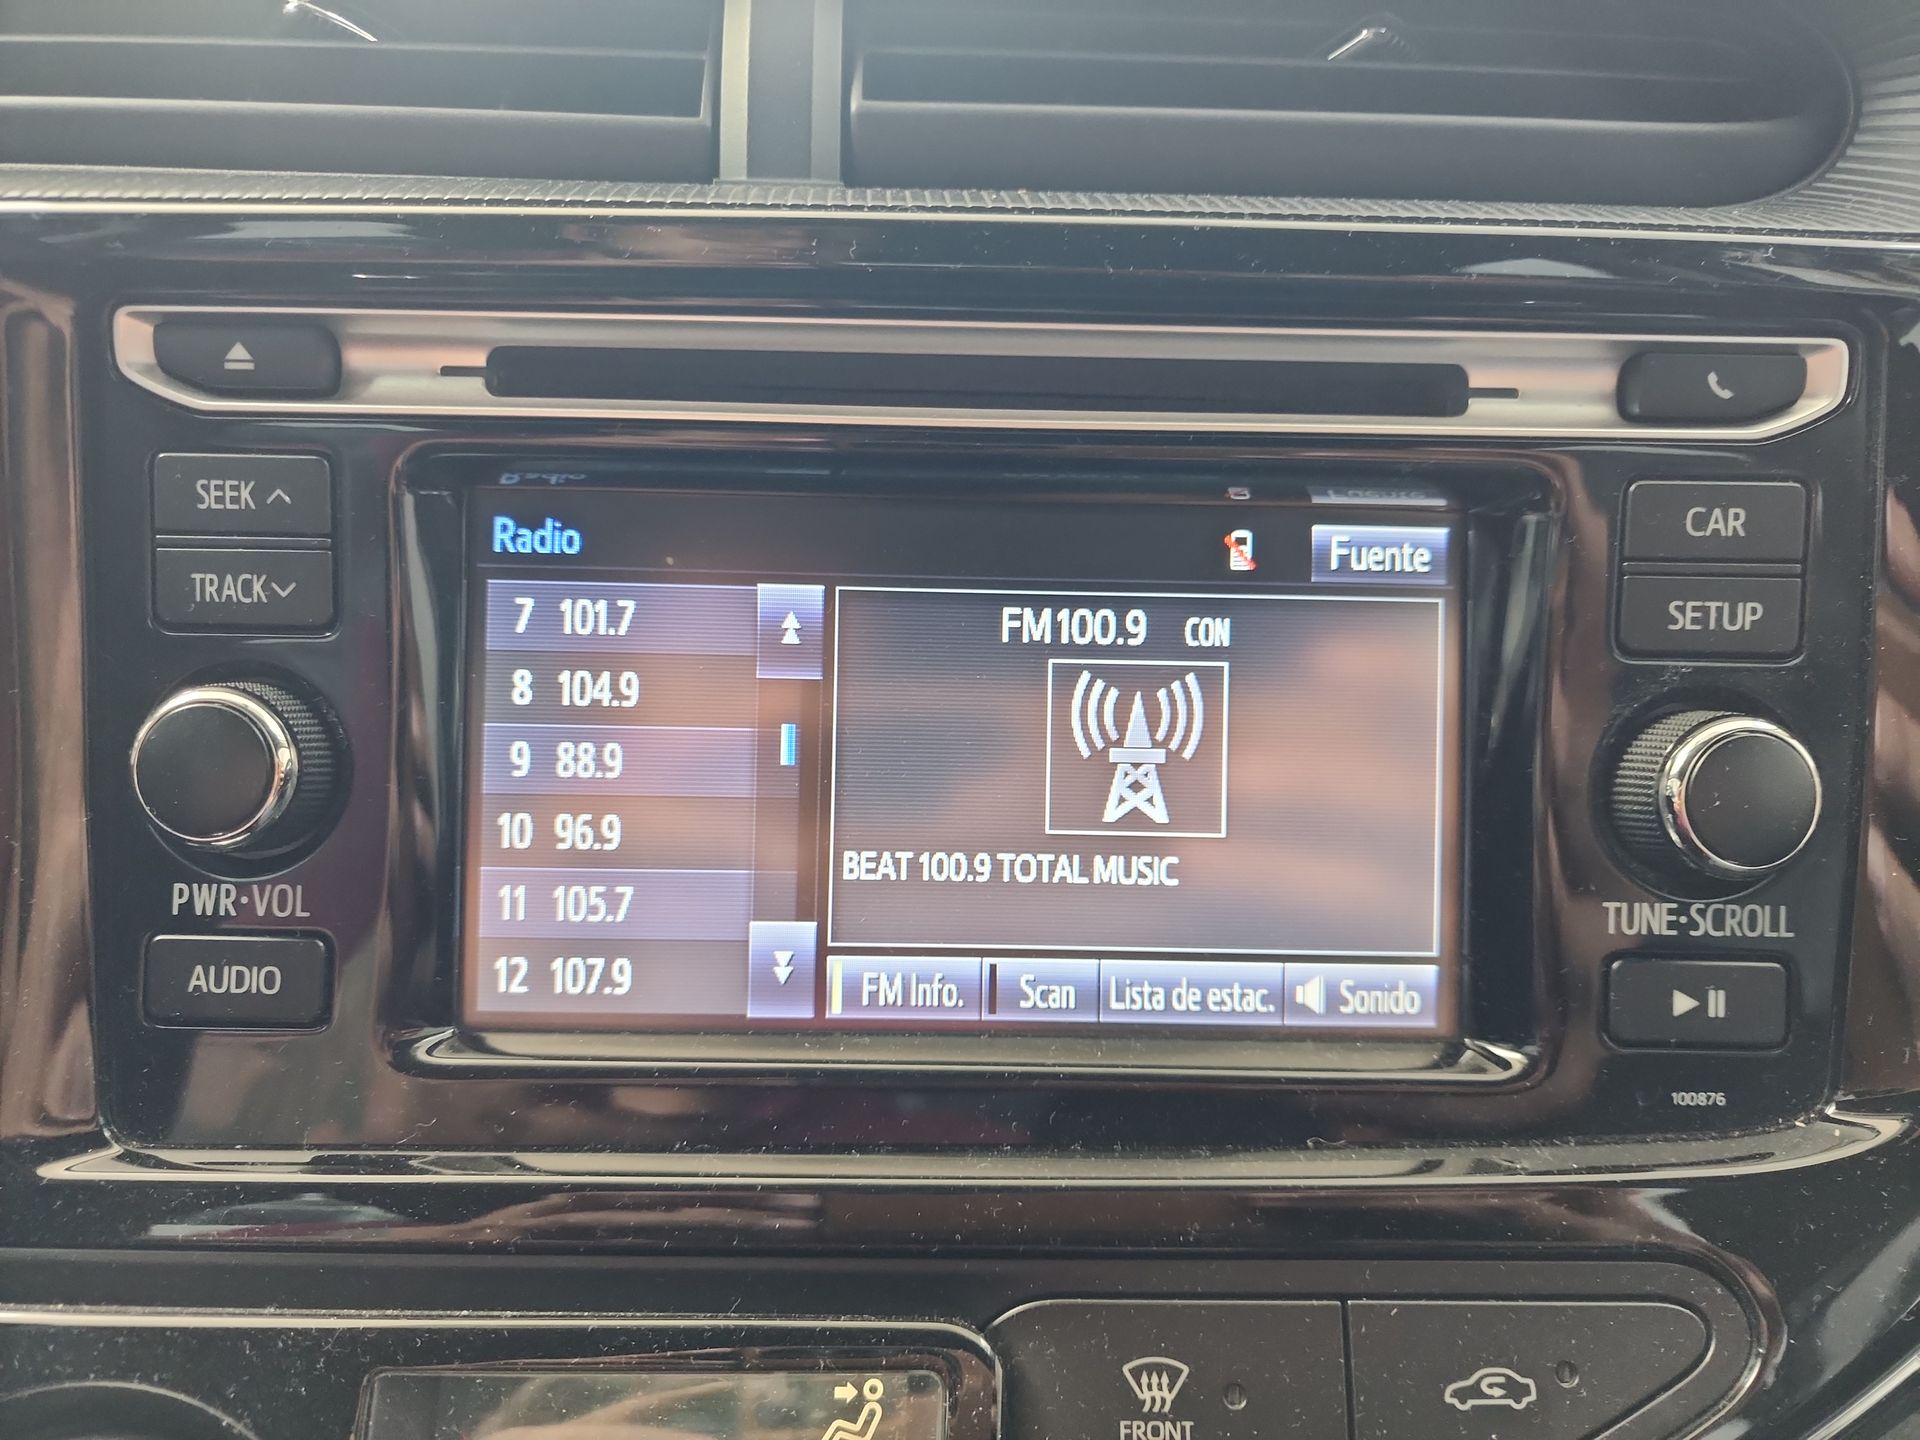 SEEK
TRACK
PWR·VOL
AUDIO
Radio
Fuente
7 101.7
8 104.9
9 88.9
10 96.9
11 105.7
12 107.9
FM100.9 CON
BEAT 100.9 TOTAL MUSIC
FM Info. Scan Lista de estac. Sonido
CAR
SETUP
TUNE·SCROLL
100876
FRONT